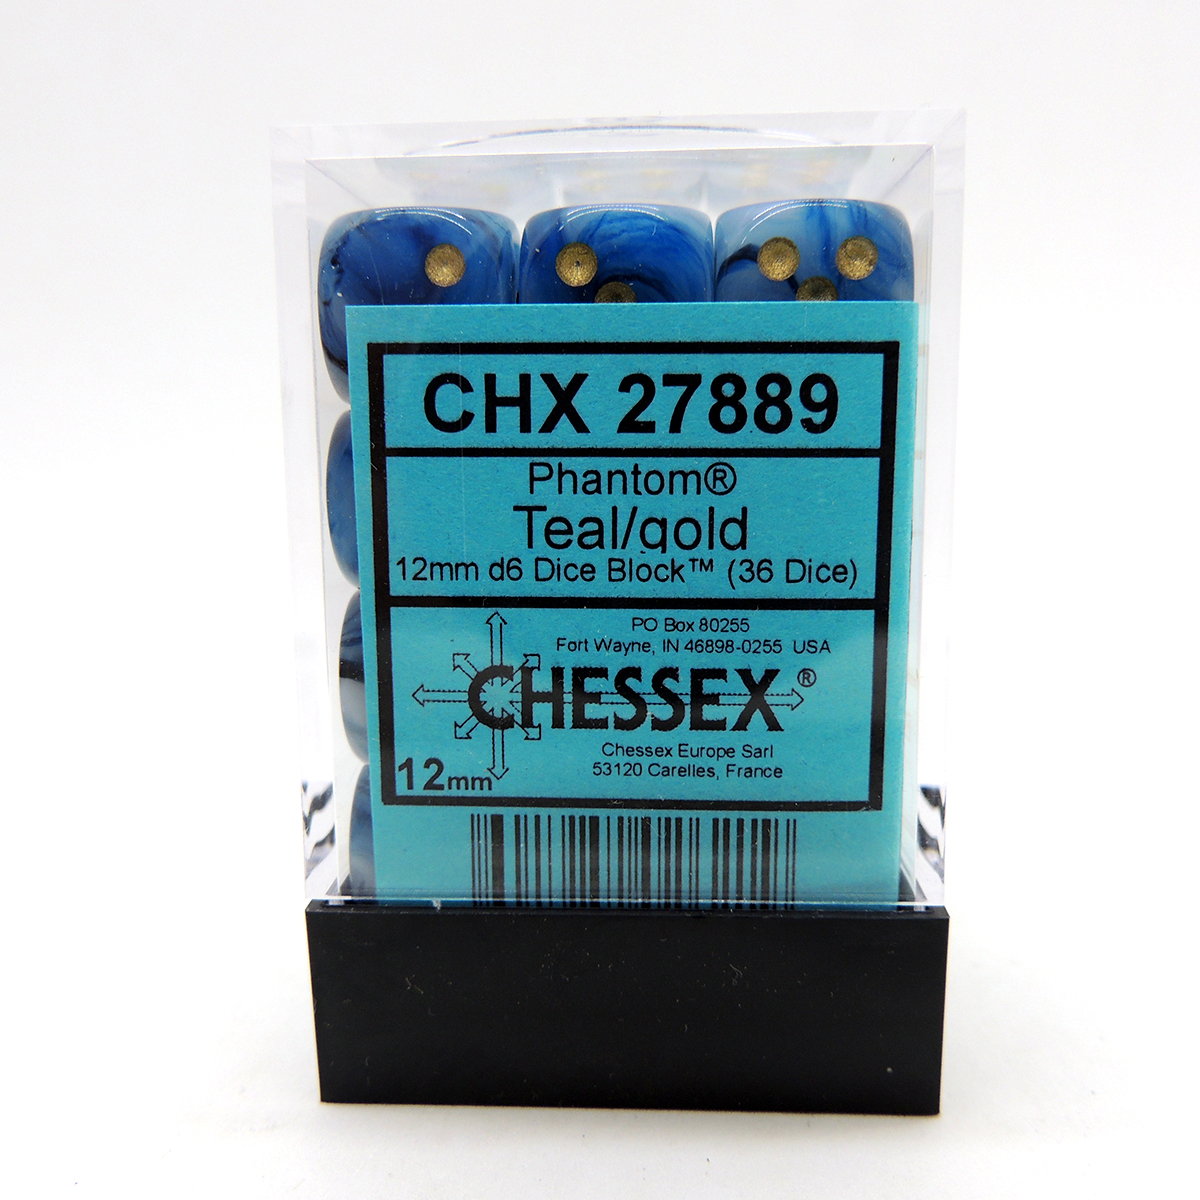 CHX 27889
Phantom®
Teal/gold
12mm d6 Dice Block™ (36 Dice)
PO Box 80255
Fort Wayne, IN 46898-0255 USA
CHESSEX®
Chessex Europe Sarl
53120 Carelles, France
12mm